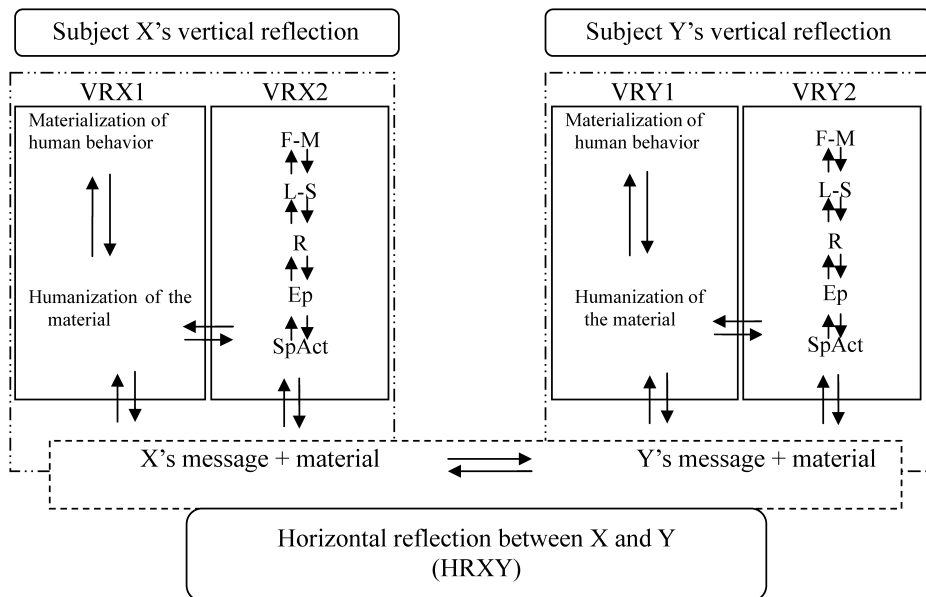 Subject X's vertical reflection
Subject Y's vertical reflection
VRX1
VRX2
VRY1
VRY2
Materialization of
human behavior
Humanization of the
material
F-M
L-S
R
Ep
SpAct
Materialization of
human behavior
Humanization of
the material
F-M
L-S
R
Ep
SpAct
X's message + material
Y's message + material
Horizontal reflection between X and Y
(HRXY)